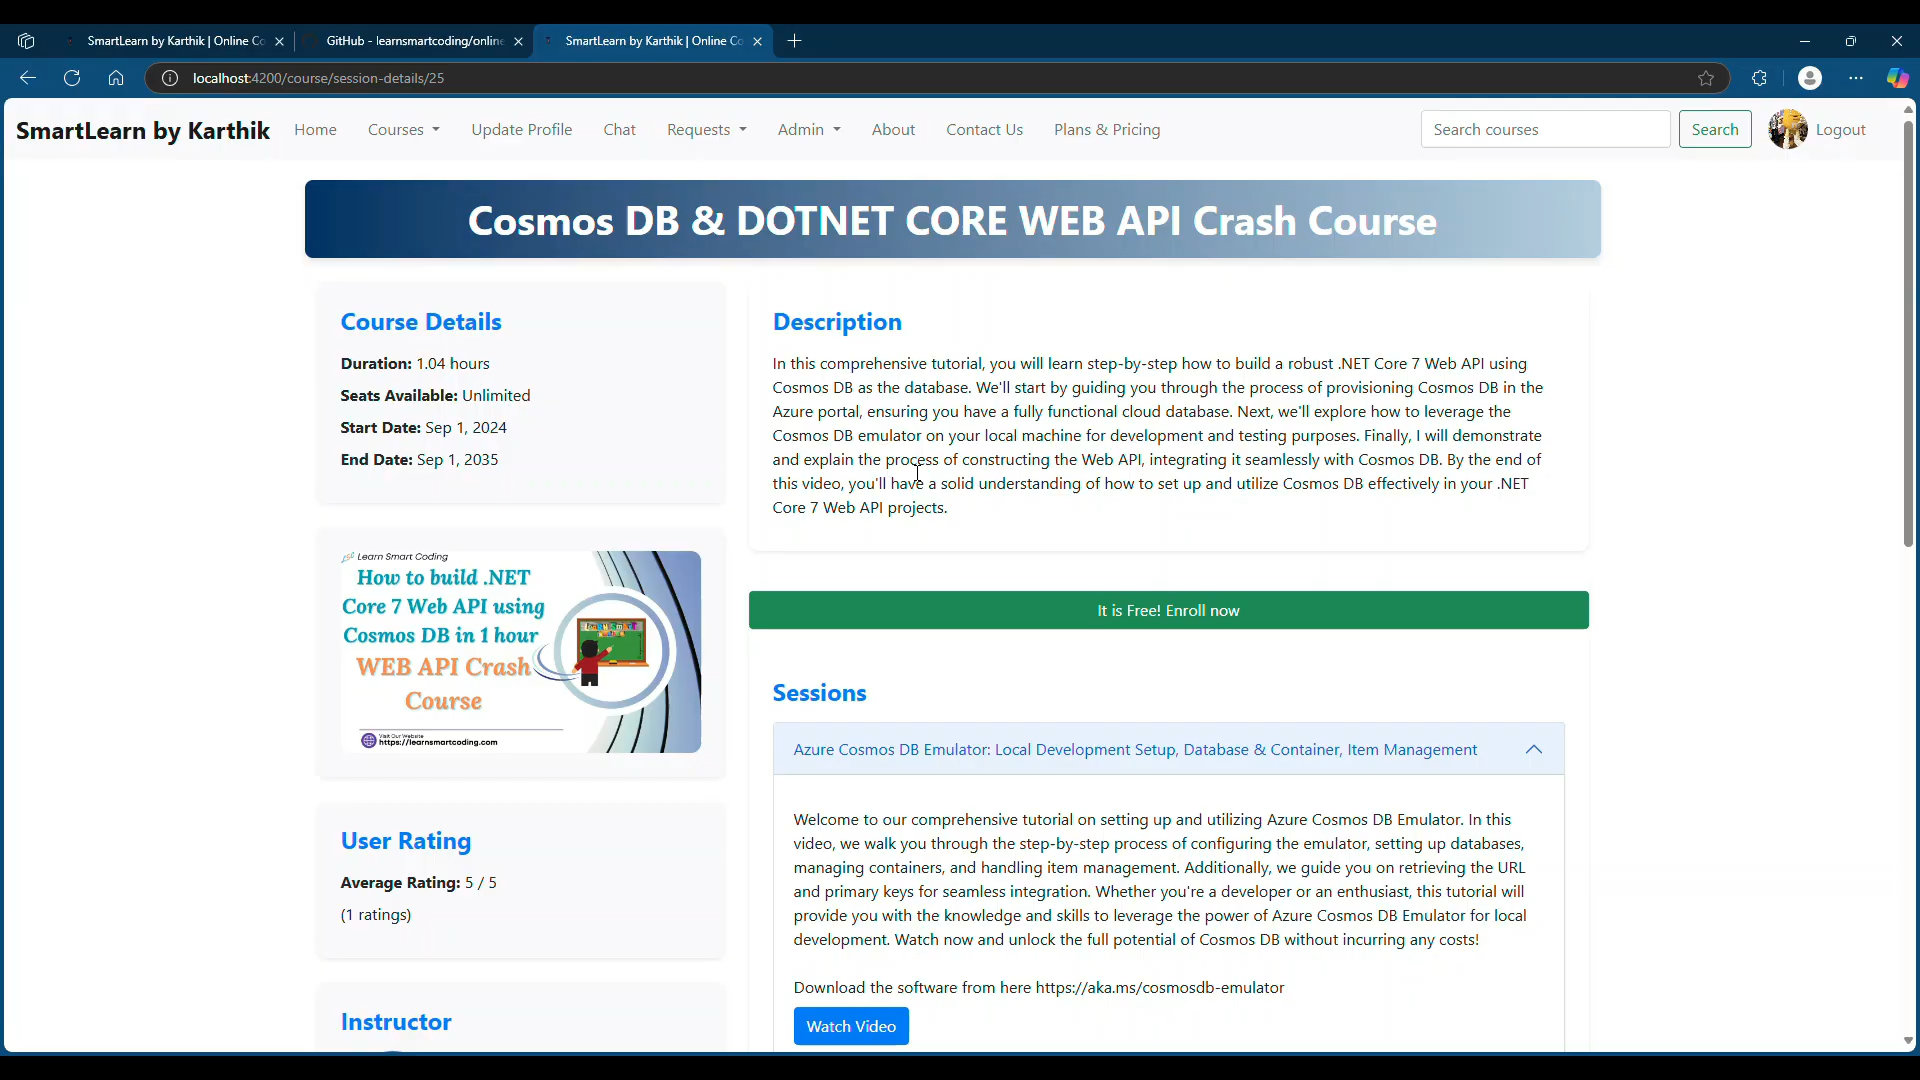 SmartLearn by Karthik | Online Co
GitHub - learnsmartcoding/online
SmartLearn by Karthik | Online Co
localhost:4200/course/session-details/25
SmartLearn by Karthik
Home
Courses
Update Profile
Chat
Requests
Admin
About
Contact Us
Plans & Pricing
Search courses
Search
Logout
Cosmos DB & DOTNET CORE WEB API Crash Course
Course Details
Duration: 1.04 hours
Seats Available: Unlimited
Start Date: Sep 1, 2024
End Date: Sep 1, 2035
Learn Smart Coding
How to build .NET
Core 7 Web API using
Cosmos DB in 1 hour
WEB API Crash
Course
Visit Our Website
https://learnsmartcoding.com
User Rating
Average Rating: 5 / 5
(1 ratings)
Instructor
Description
In this comprehensive tutorial, you will learn step-by-step how to build a robust .NET Core 7 Web API using
Cosmos DB as the database. We'll start by guiding you through the process of provisioning Cosmos DB in the
Azure portal, ensuring you have a fully functional cloud database. Next, we'll explore how to leverage the
Cosmos DB emulator on your local machine for development and testing purposes. Finally, I will demonstrate
and explain the process of constructing the Web API, integrating it seamlessly with Cosmos DB. By the end of
this video, you'll have a solid understanding of how to set up and utilize Cosmos DB effectively in your .NET
Core 7 Web API projects.
It is Free! Enroll now
Sessions
Azure Cosmos DB Emulator: Local Development Setup, Database & Container, Item Management
Welcome to our comprehensive tutorial on setting up and utilizing Azure Cosmos DB Emulator. In this
video, we walk you through the step-by-step process of configuring the emulator, setting up databases,
managing containers, and handling item management. Additionally, we guide you on retrieving the URL
and primary keys for seamless integration. Whether you're a developer or an enthusiast, this tutorial will
provide you with the knowledge and skills to leverage the power of Azure Cosmos DB Emulator for local
development. Watch now and unlock the full potential of Cosmos DB without incurring any costs!
Download the software from here https://aka.ms/cosmosdb-emulator
Watch Video